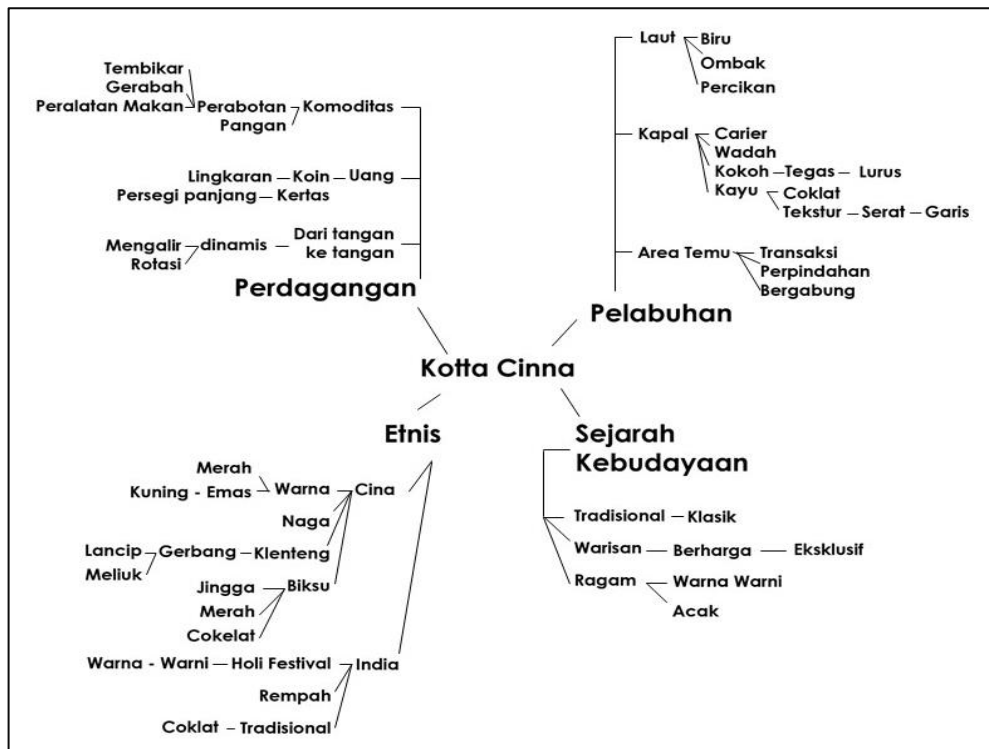 Tembikar
Gerabah
Peralatan Makan – Perabotan Komoditas
Pangan
Lingkaran – Koin – Uang
Persegi panjang – Kertas
Mengalir dinamis – Dari tangan
Rotasi ke tangan
Perdagangan
Laut Biru
Ombak
Percikan
Kapal Carier
Wadah
Kokoh – Tegas – Lurus
Kayu Coklat
Tekstur – Serat – Garis
Area Temu Transaksi
Perpindahan
Bergabung
Pelabuhan
Kotta Cinna
Etnis
Merah
Kuning - Emas Warna – Cina
Naga
Lancip Gerbang – Klenteng
Meliuk
Jingga Biksu
Merah
Cokelat
Warna - Warni – Holi Festival – India
Rempah
Coklat – Tradisional
Sejarah
Kebudayaan
Tradisional – Klasik
Warisan – Berharga – Eksklusif
Ragam Warna Warni
Acak